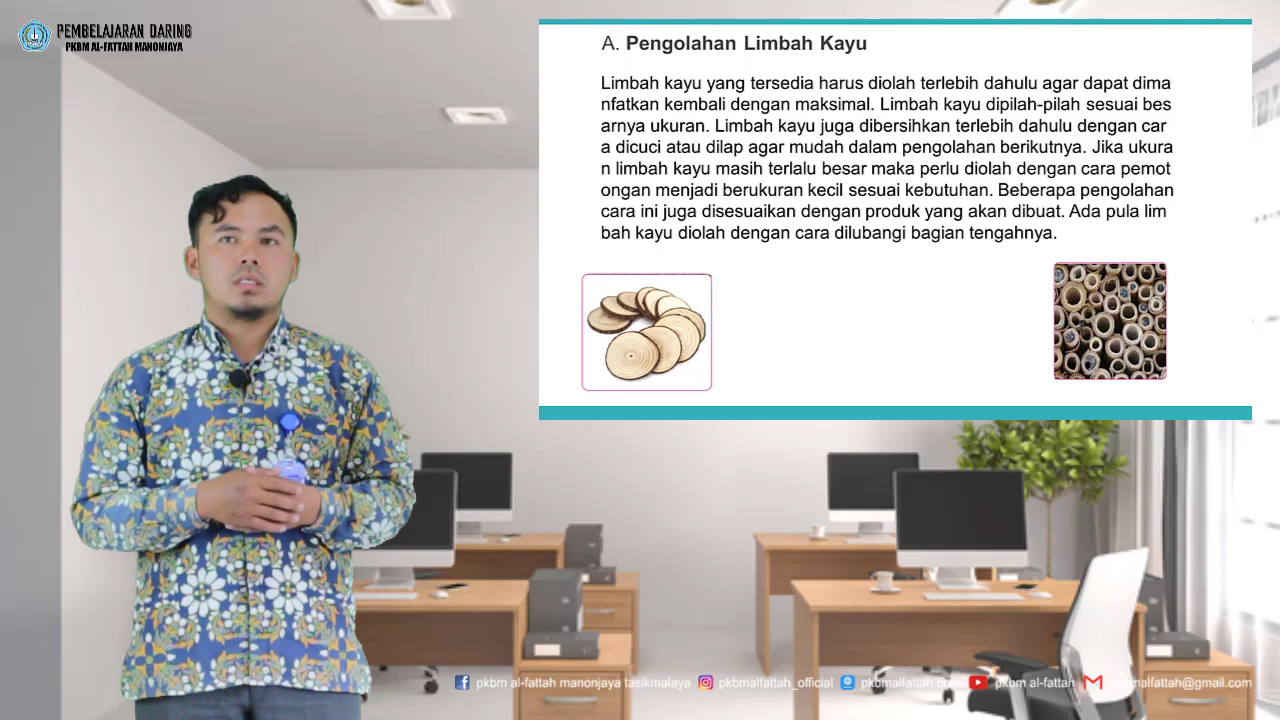 PEMBELAJARAN DARING
PKBM AL-FATTAH MANONJAYA
A. Pengolahan Limbah Kayu
Limbah kayu yang tersedia harus diolah terlebih dahulu agar dapat dima
nfatkan kembali dengan maksimal. Limbah kayu dipilah-pilah sesuai bes
arnya ukuran. Limbah kayu juga dibersihkan terlebih dahulu dengan car
a dicuci atau dilap agar mudah dalam pengolahan berikutnya. Jika ukura
n limbah kayu masih terlalu besar maka perlu diolah dengan cara pemot
ongan menjadi berukuran kecil sesuai kebutuhan. Beberapa pengolahan
cara ini juga disesuaikan dengan produk yang akan dibuat. Ada pula lim
bah kayu diolah dengan cara dilubangi bagian tengahnya.
pkbm al-fattah manonjaya tasikmalaya pkbmalfattah_official pkbm al-fattah